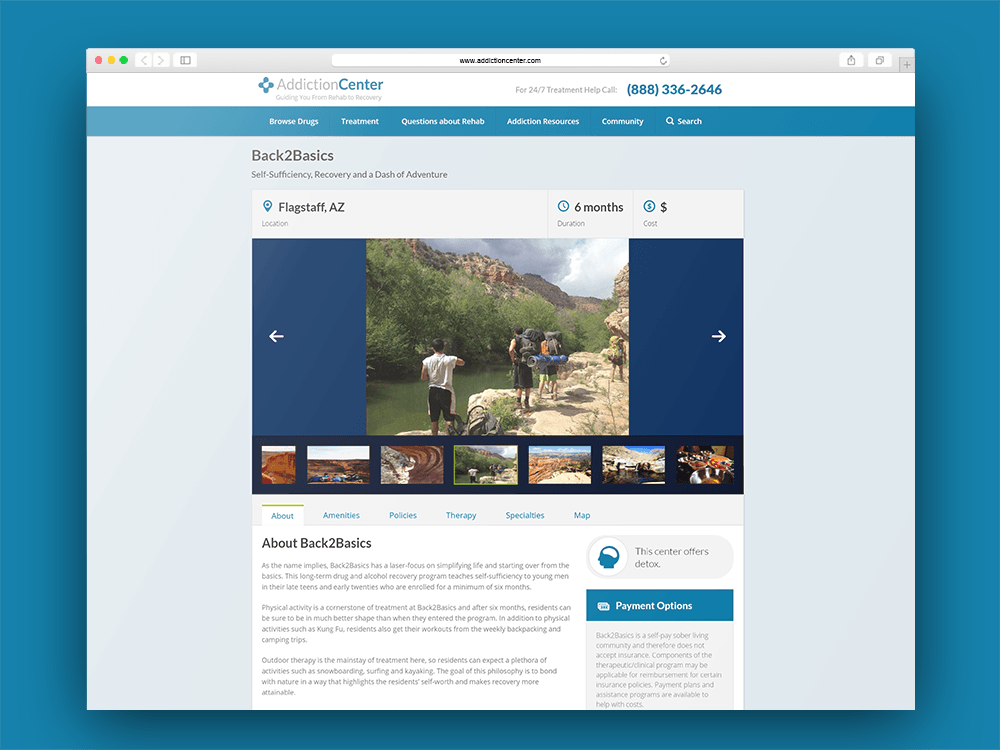 www.addictioncenter.com
AddictionCenter
Guiding You From Rehab to Recovery
For 24/7 Treatment Help Call: (888) 336-2646
Browse Drugs Treatment Questions about Rehab Addiction Resources Community Search
Back2Basics
Self-Sufficiency, Recovery and a Dash of Adventure
Flagstaff, AZ
Location
6 months
Duration
$
Cost
About Amenities Policies Therapy Specialties Map
About Back2Basics
As the name implies, Back2Basics has a laser-focus on simplifying life and starting over from the
basics. This long-term drug and alcohol recovery program teaches self-sufficiency to young men
in their late teens and early twenties who are enrolled for a minimum of six months.
Physical activity is a cornerstone of treatment at Back2Basics and after six months, residents can
be sure to be in much better shape than when they entered the program. In addition to physical
activities such as Kung Fu, residents also get their workouts from the weekly backpacking and
camping trips.
Outdoor therapy is the mainstay of treatment here, so residents can expect a plethora of
activities such as snowboarding, surfing and kayaking. The goal of this philosophy is to bond
with nature in a way that highlights the residents' self-worth and makes recovery more
attainable.
This center offers
detox.
Payment Options
Back2Basics is a self-pay sober living
community and therefore does not
accept insurance. Components of the
therapeutic/clinical program may be
applicable for reimbursement for certain
insurance policies. Payment plans and
assistance programs are available to
help with costs.